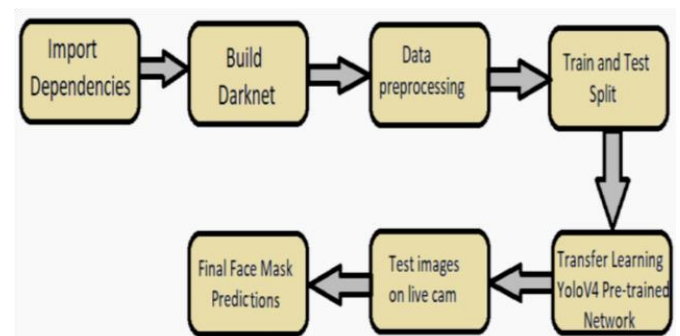 Import
Dependencies
Build
Darknet
Data
preprocessing
Train and Test
Split
Transfer Learning
YoloV4 Pre-trained
Network
Test images
on live cam
Final Face Mask
Predictions